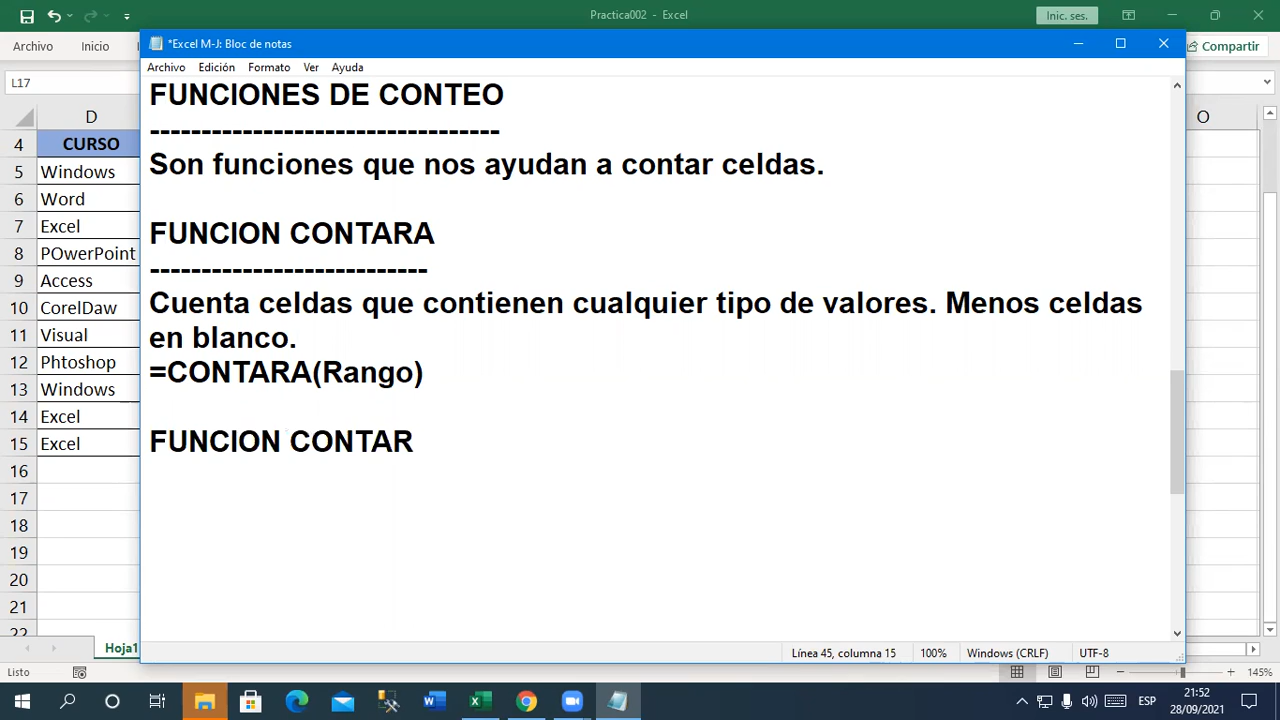 Practica002 - Excel
Inic. ses.
Archivo
Inicio
Compartir
L17
*Excel M-J: Bloc de notas
Archivo Edición Formato Ver Ayuda
FUNCIONES DE CONTEO
----------------------------------
Son funciones que nos ayudan a contar celdas.
FUNCION CONTARA
---------------------------
Cuenta celdas que contienen cualquier tipo de valores. Menos celdas
en blanco.
=CONTARA(Rango)
FUNCION CONTAR
D
O
4 CURSO
5 Windows
6 Word
7 Excel
8 POwerPoint
9 Access
10 CorelDaw
11 Visual
12 Phtoshop
13 Windows
14 Excel
15 Excel
16
17
18
19
20
21
22
Línea 45, columna 15 100% Windows (CRLF) UTF-8
Hoja1
Listo
145%
ESP
21:52
28/09/2021